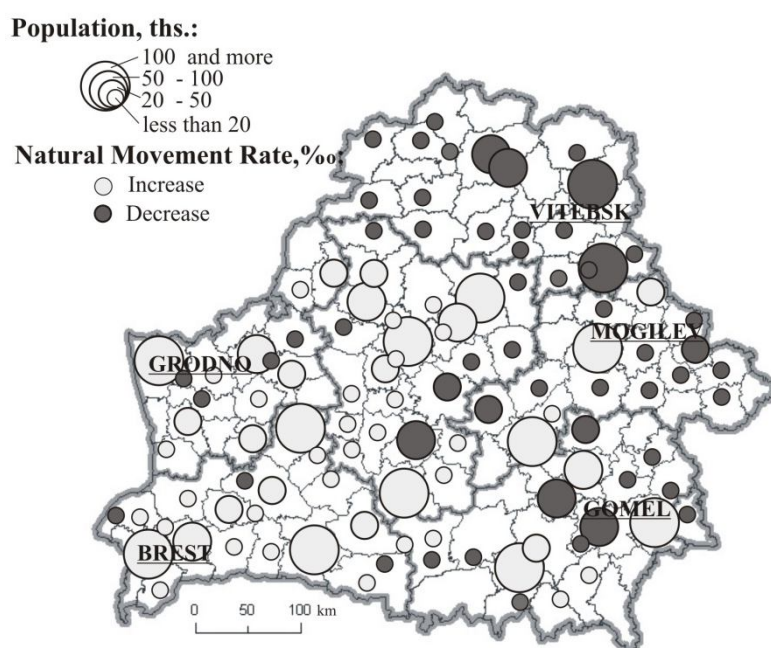 Population, ths.:
100 and more
50 - 100
20 - 50
less than 20
Natural Movement Rate,‰:
Increase
Decrease
VITEBSK
MOGILEV
GRODNO
GOMEL
BREST
0 50 100 km